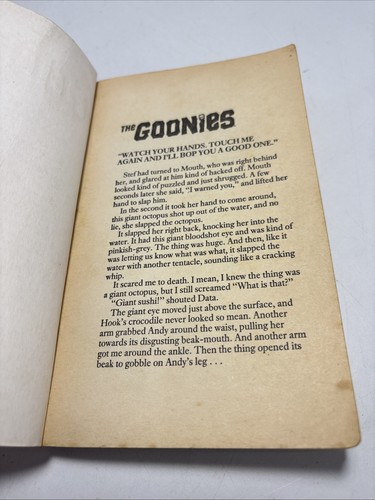 THE GOONIES
"WATCH YOUR HANDS. TOUCH ME
AGAIN AND I'LL BOP YOU A GOOD ONE."
Stef had turned to Mouth, who was right behind
her, and glared at him kind of hacked off. Mouth
looked kind of puzzled and just shrugged. A few
seconds later she said, "I warned you," and lifted her
hand to slap him.
In the second it took her hand to come around,
this giant octopus shot up out of the water, and no
lie, she slapped the octopus.
It slapped her right back, knocking her into the
water. It had this giant bloodshot eye and was kind of
pinkish-grey. The thing was huge. And then, like it
was letting us know what was what, it slapped the
water with another tentacle, sounding like a cracking
whip.
It scared me to death. I mean, I knew the thing was
a giant octopus, but I still screamed "What is that?"
"Giant sushi!" shouted Data.
The giant eye moved just above the surface, and
Hook's crocodile never looked so mean. Another
arm grabbed Andy around the waist, pulling her
towards its disgusting beak-mouth. And another arm
got me around the ankle. Then the thing opened its
beak to gobble on Andy's leg . . .